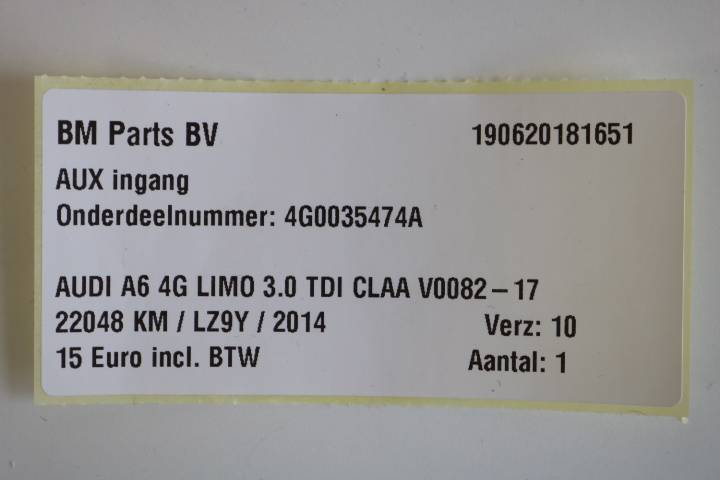 BM Parts BV 190620181651
AUX ingang
Onderdeelnummer: 4G0035474A
AUDI A6 4G LIMO 3.0 TDI CLAA V0082-17
22048 KM / LZ9Y / 2014 Verz: 10
15 Euro incl. BTW Aantal: 1